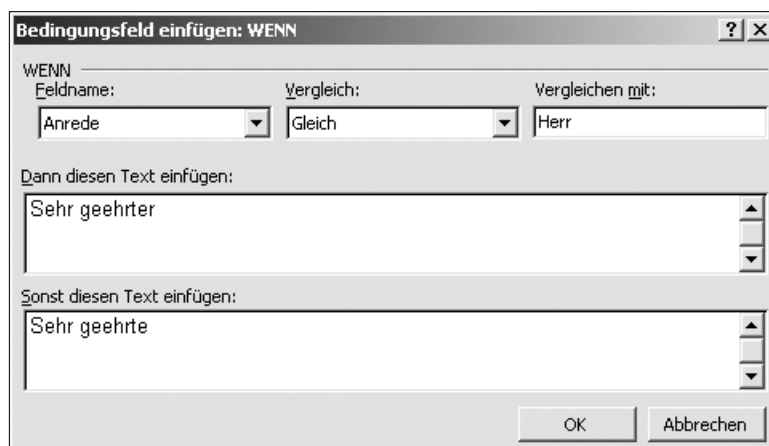 Bedingungsfeld einfügen: WENN
WENN
Feldname: Vergleich: Vergleichen mit:
Anrede Gleich Herr
Dann diesen Text einfügen:
Sehr geehrter
Sonst diesen Text einfügen:
Sehr geehrte
OK Abbrechen